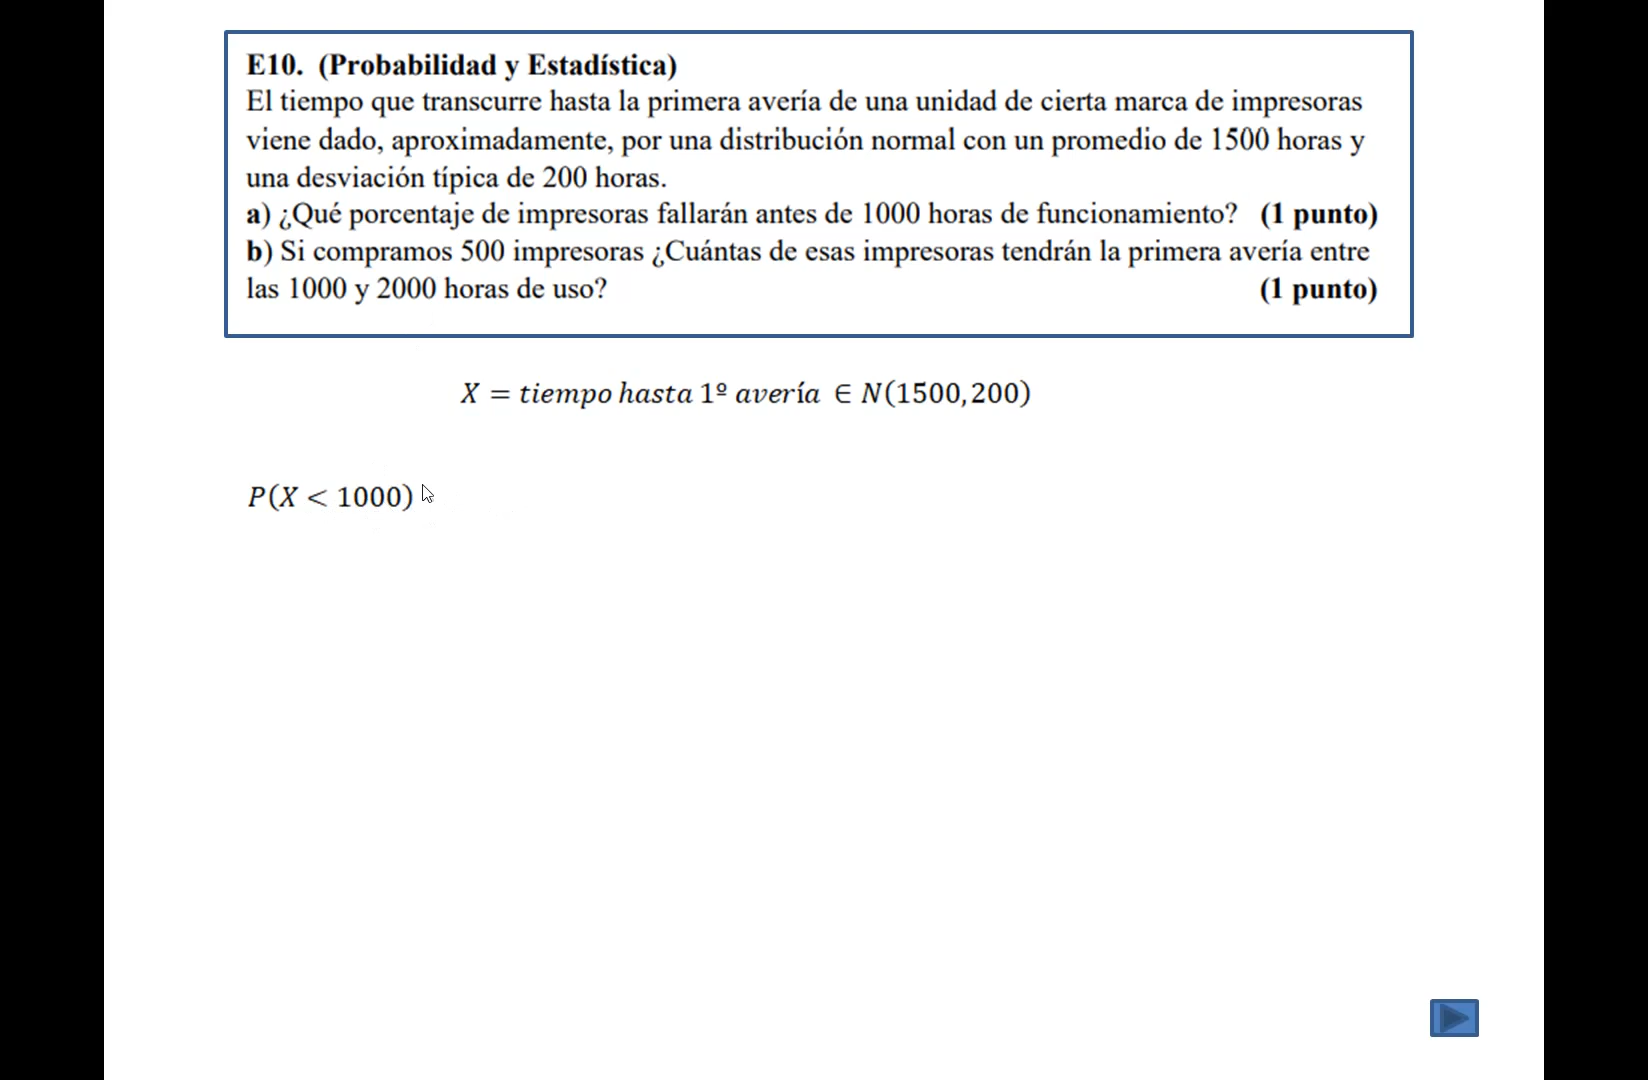 E10. (Probabilidad y Estadística)
El tiempo que transcurre hasta la primera avería de una unidad de cierta marca de impresoras
viene dado, aproximadamente, por una distribución normal con un promedio de 1500 horas y
una desviación típica de 200 horas.
a) ¿Qué porcentaje de impresoras fallarán antes de 1000 horas de funcionamiento? (1 punto)
b) Si compramos 500 impresoras ¿Cuántas de esas impresoras tendrán la primera avería entre
las 1000 y 2000 horas de uso? (1 punto)
X = tiempo hasta 1º avería ∈ N(1500,200)
P(X < 1000)